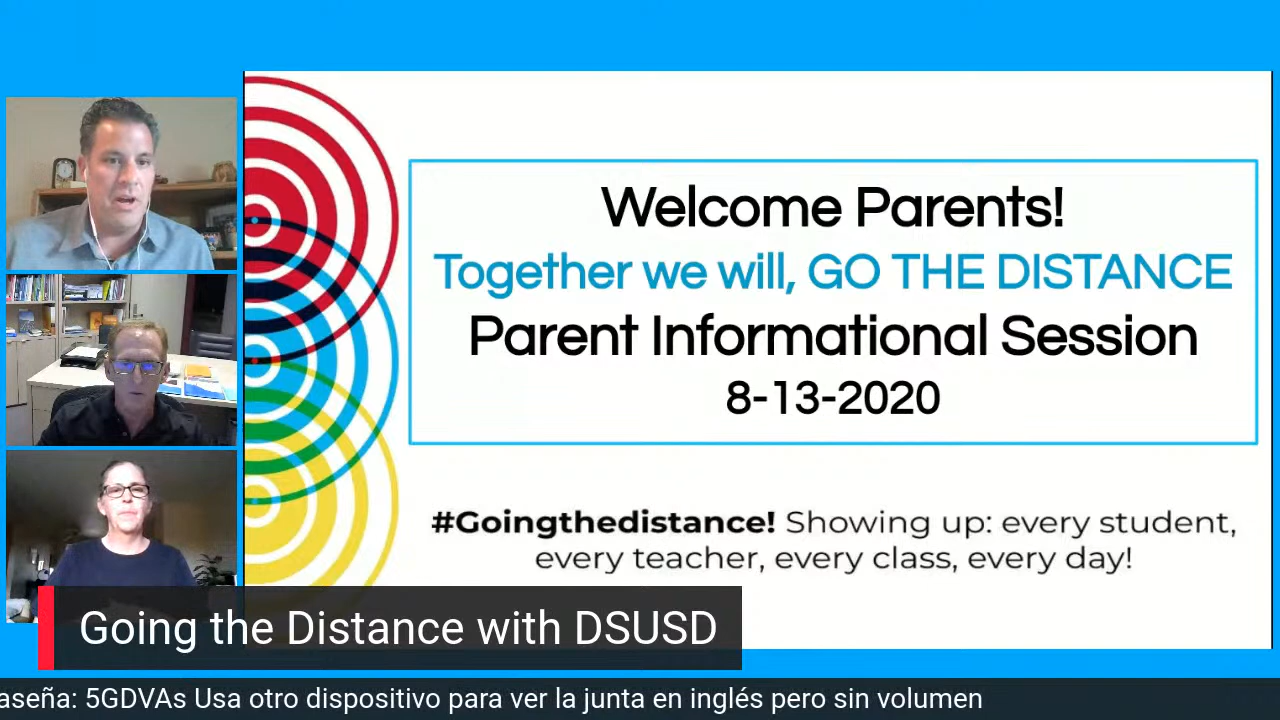 Welcome Parents!
Together we will, GO THE DISTANCE
Parent Informational Session
8-13-2020
#Goingthedistance! Showing up: every student,
every teacher, every class, every day!
Going the Distance with DSUSD
aseña: 5GDVAs Usa otro dispositivo para ver la junta en inglés pero sin volumen